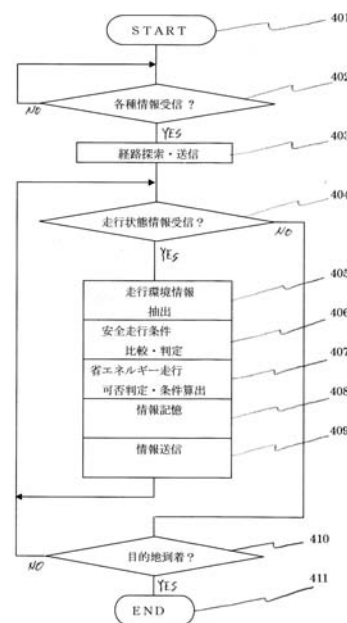 START
401
各種情報受信？
402
NO
YES
経路探索・送信
403
走行状態情報受信？
404
NO
YES
走行環境情報
抽出
405
安全走行条件
比較・判定
406
省エネルギー走行
可否判定・条件算出
407
情報記憶
408
情報送信
409
目的地到着？
410
NO
YES
END
411